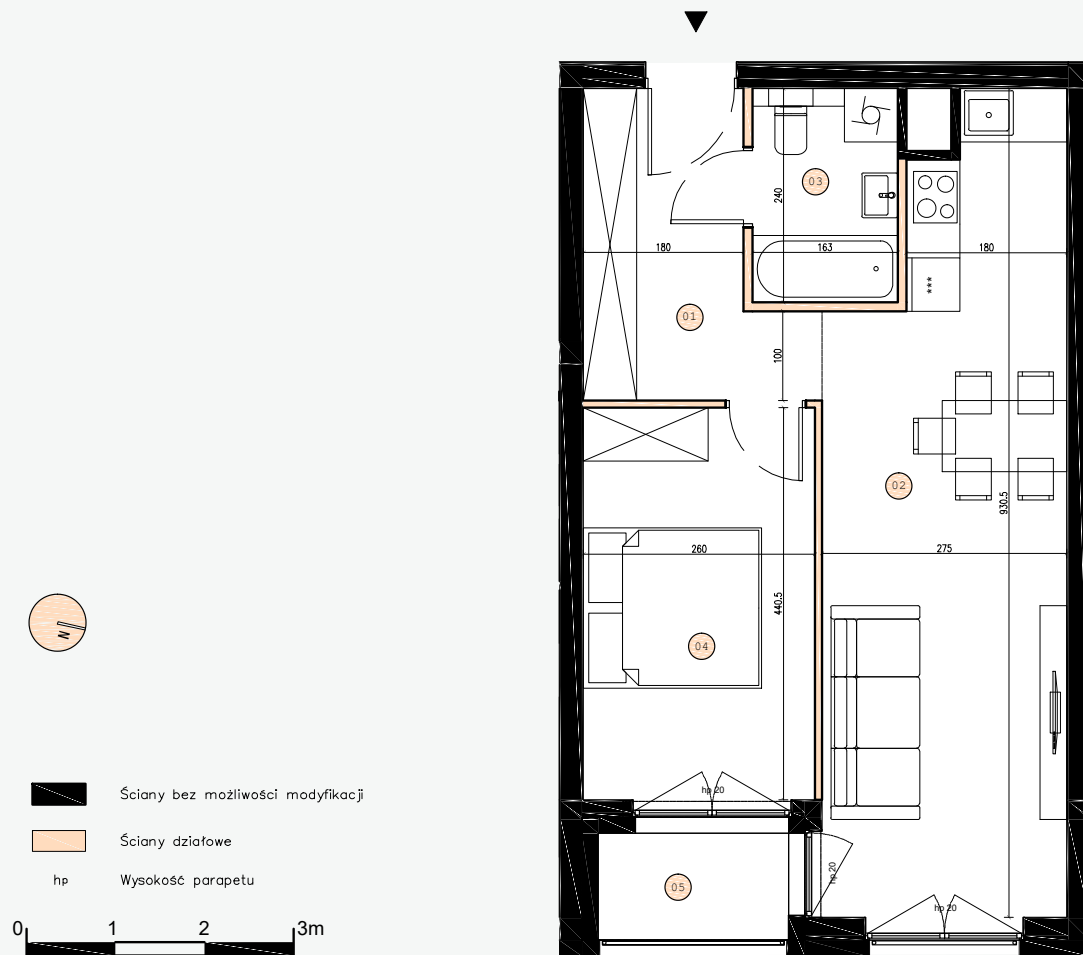 03
240
180
163
180
***
01
100
02
930.5
260
275
440.5
N
04
hp 20
Ściany bez możliwości modyfikacji
Ściany działowe
hp Wysokość parapetu
hp 20
05
hp 20
0 1 2 3m